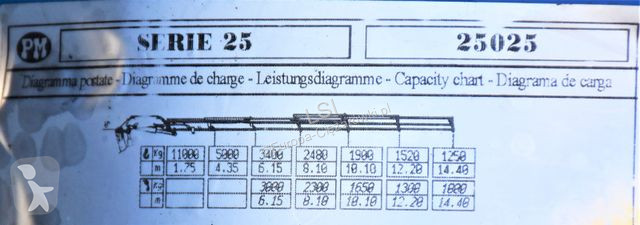 PM SERIE 25 25025
Diagramma portate - Diagramme de charge - Leistungsdiagramme - Capacity chart - Diagrama de carga
LSI
Kg 11000 5000 3400 2480 1900 1520 1250
m 1.75 4.35 6.15 8.10 10.10 12.20 14.40
Kg 3000 2300 1650 1300 1000
m 6.15 8.10 10.10 12.20 14.40